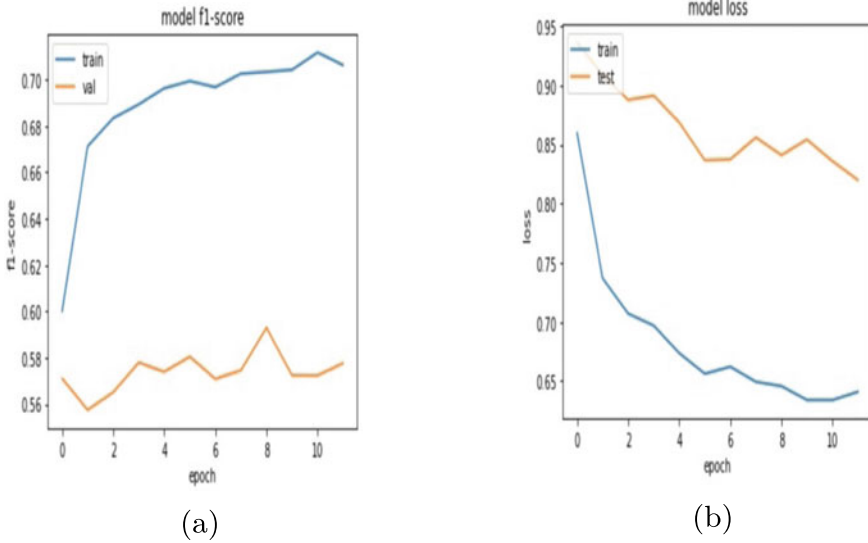 model f1-score
train
val
0.70
0.68
0.66
0.64
0.62
0.60
0.58
0.56
f1-score
0 2 4 6 8 10
epoch
(a)
model loss
train
test
0.95
0.90
0.85
0.80
0.75
0.70
0.65
loss
0 2 4 6 8 10
epoch
(b)